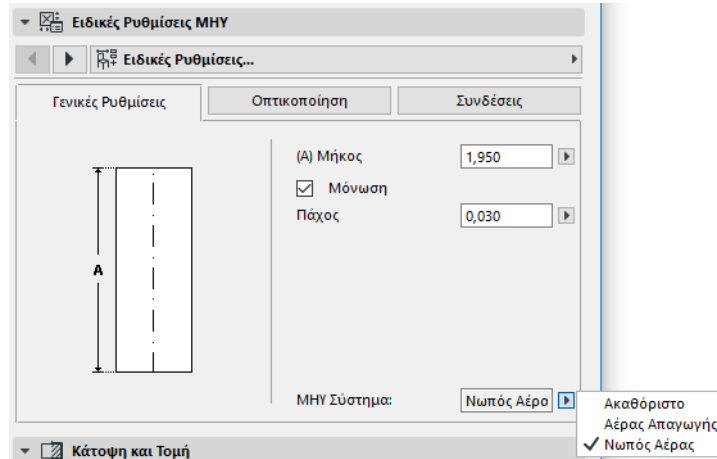 Ειδικές Ρυθμίσεις ΜΗΥ
Ειδικές Ρυθμίσεις...
Γενικές Ρυθμίσεις
Οπτικοποίηση
Συνδέσεις
(Α) Μήκος
1,950
Μόνωση
Πάχος
0,030
A
ΜΗΥ Σύστημα:
Νωπός Αέρα
Ακαθόριστο
Αέρας Απαγωγής
Νωπός Αέρας
Κάτοψη και Τομή